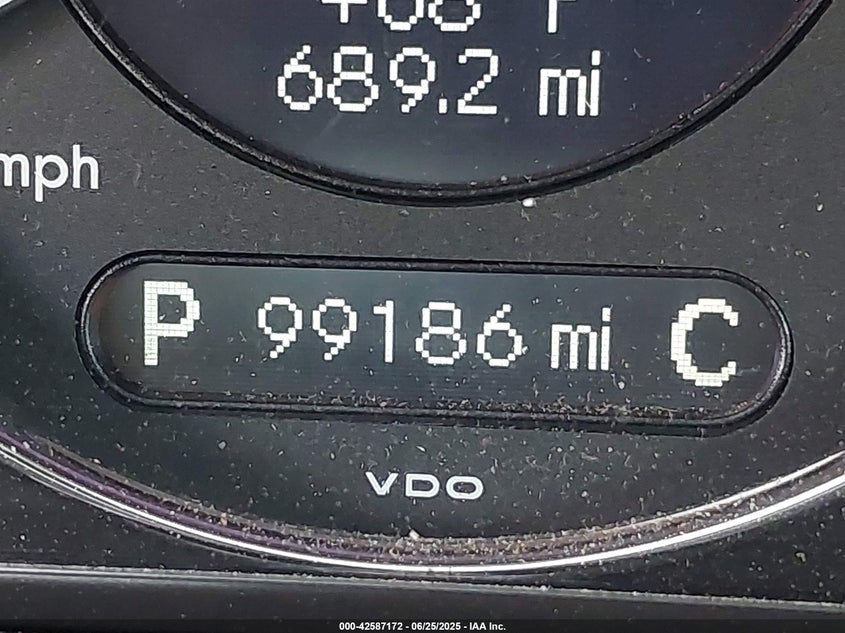 689.2 mi
mph
P 99186 mi C
VDO
000-42587172 - 06/25/2025 - IAA Inc.